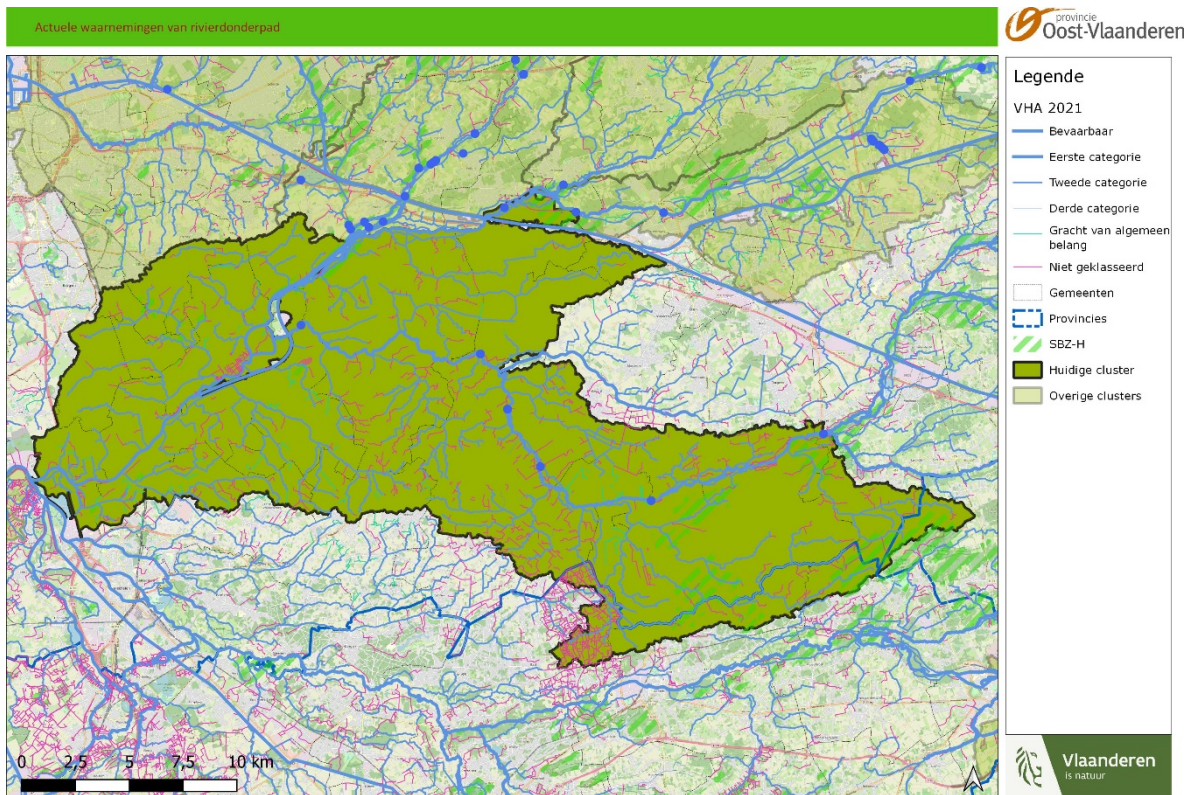 Actuele waarnemingen van rivierdonderpad
provincie
Oost-Vlaanderen
Legende
VHA 2021
Bevaarbaar
Eerste categorie
Tweede categorie
Derde categorie
Gracht van algemeen
belang
Niet geklasseerd
Gemeenten
Provincies
SBZ-H
Huidige cluster
Overige clusters
0 2,5 5 7,5 10 km
Vlaanderen
is natuur